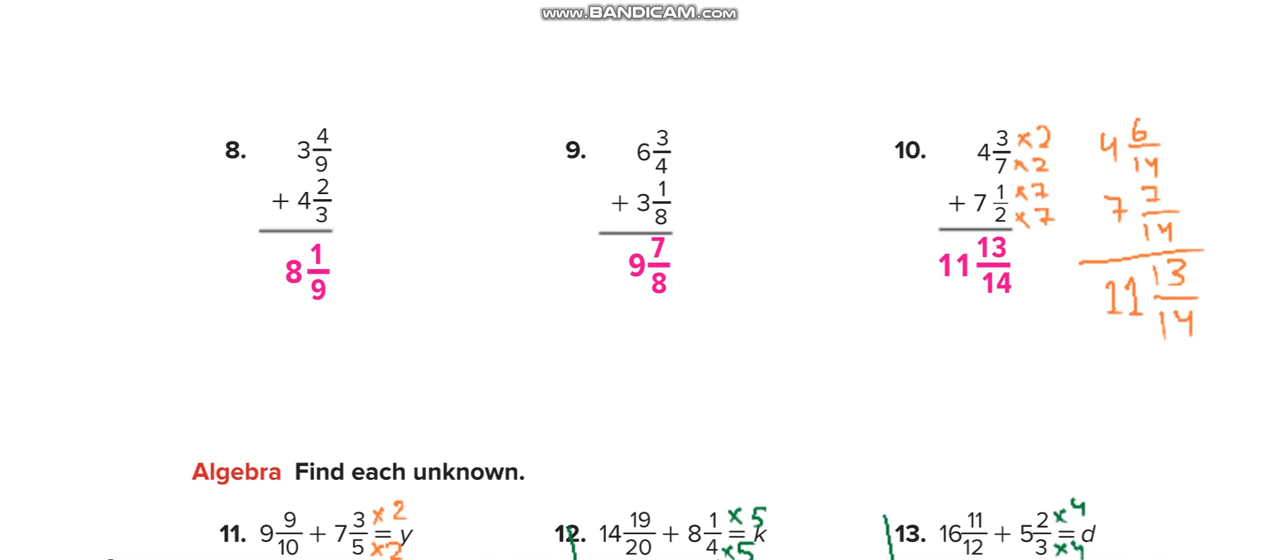 www.BANDICAM.com
8. 3 4/9 + 4 2/3 8 1/9
9. 6 3/4 + 3 1/8 9 7/8
10. 4 3/7 ×2 ×2 + 7 1/2 ×7 ×7 11 13/14
4 6/14
7 7/14
11 13/14
Algebra Find each unknown.
11. 9 9/10 + 7 3/5 = y ×2 ×2
12. 14 19/20 + 8 1/4 = k ×5 ×5
13. 16 11/12 + 5 2/3 = d ×4 ×4